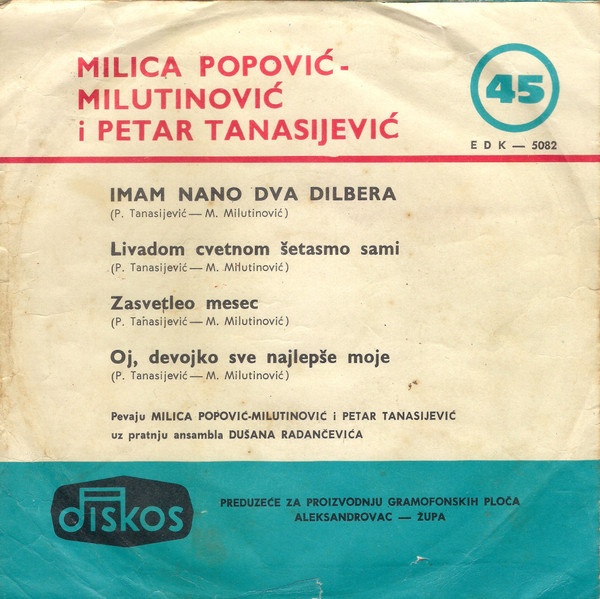 MILICA POPOVIĆ-
MILUTINOVIĆ
i PETAR TANASIJEVIĆ
45
EDK — 5082
IMAM NANO DVA DILBERA
(P. Tanasijević — M. Milutinović)
Livadom cvetnom šetasmo sami
(P. Tanasijević — M. Milutinović)
Zasvetleo mesec
(P. Tanasijević — M. Milutinović)
Oj, devojko sve najlepše moje
(P. Tanasijević — M. Milutinović)
Pevaju MILICA POPOVIĆ-MILUTINOVIĆ i PETAR TANASIJEVIĆ
uz pratnju ansambla DUŠANA RADANČEVIĆA
diskos
PREDUZEĆE ZA PROIZVODNJU GRAMOFONSKIH PLOČA
ALEKSANDROVAC — ŽUPA